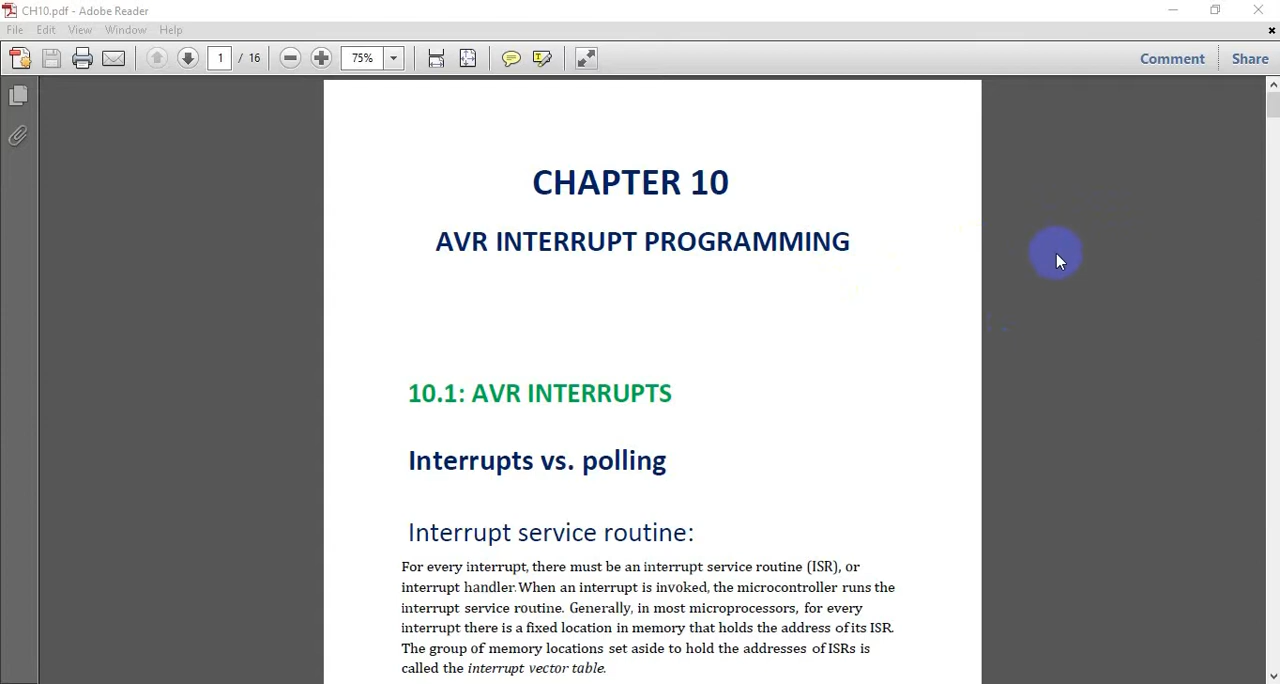 CH10.pdf - Adobe Reader
File Edit View Window Help
1 / 16 75% Comment Share
CHAPTER 10
AVR INTERRUPT PROGRAMMING
10.1: AVR INTERRUPTS
Interrupts vs. polling
Interrupt service routine:
For every interrupt, there must be an interrupt service routine (ISR), or
interrupt handler. When an interrupt is invoked, the microcontroller runs the
interrupt service routine. Generally, in most microprocessors, for every
interrupt there is a fixed location in memory that holds the address of its ISR.
The group of memory locations set aside to hold the addresses of ISRs is
called the interrupt vector table.